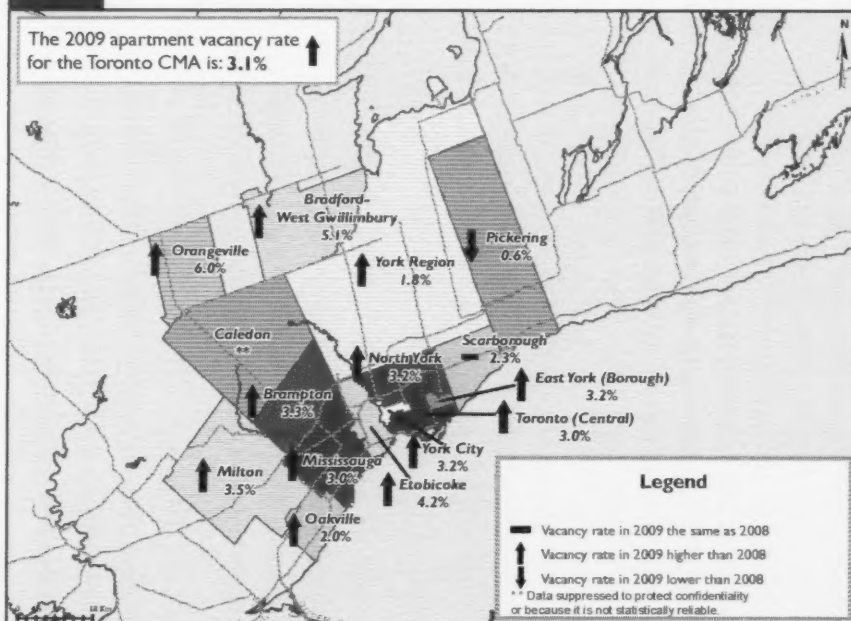 The 2009 apartment vacancy rate
for the Toronto CMA is: 3.1%
N
Bradford-
West Gwillimbury
5.1%
Orangeville
6.0%
York Region
1.8%
Pickering
0.6%
Caledon
**
Scarborough
2.3%
North York
3.2%
East York (Borough)
3.2%
Brampton
3.3%
Toronto (Central)
3.0%
York City
3.2%
Milton
3.5%
Mississauga
3.0%
Etobicoke
4.2%
Oakville
2.0%
Legend
Vacancy rate in 2009 the same as 2008
Vacancy rate in 2009 higher than 2008
Vacancy rate in 2009 lower than 2008
** Data suppressed to protect confidentiality
or because it is not statistically reliable.